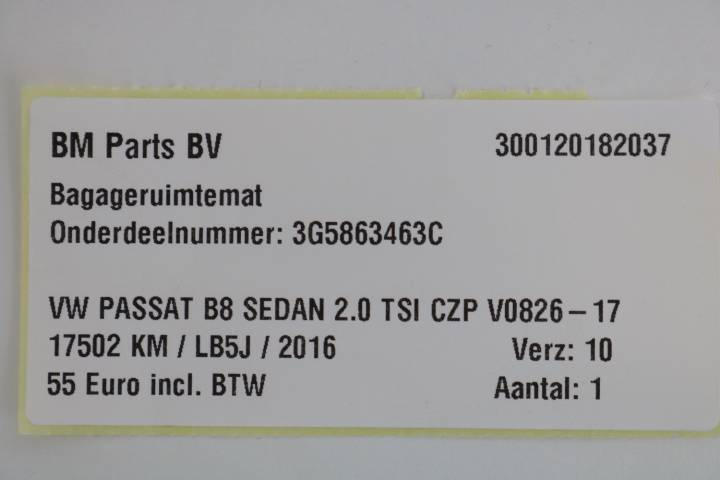 BM Parts BV 300120182037
Bagageruimtemat
Onderdeelnummer: 3G5863463C
VW PASSAT B8 SEDAN 2.0 TSI CZP V0826–17
17502 KM / LB5J / 2016 Verz: 10
55 Euro incl. BTW Aantal: 1